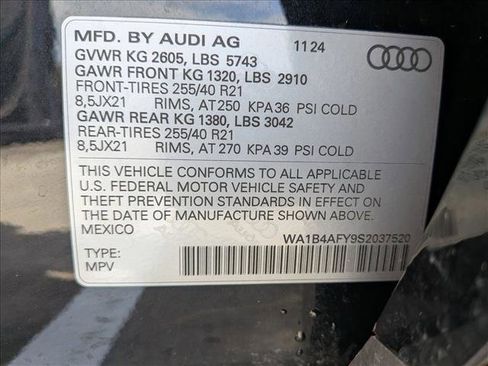 MFD. BY AUDI AG 11 24
GVWR KG 2605, LBS 5743
GAWR FRONT KG 1320, LBS 2910
FRONT-TIRES 255/40 R21
8,5JX21 RIMS, AT 250 KPA 36 PSI COLD
GAWR REAR KG 1380, LBS 3042
REAR-TIRES 255/40 R21
8,5JX21 RIMS, AT 270 KPA 39 PSI COLD
THIS VEHICLE CONFORMS TO ALL APPLICABLE
U.S. FEDERAL MOTOR VEHICLE SAFETY AND
THEFT PREVENTION STANDARDS IN EFFECT ON
THE DATE OF MANUFACTURE SHOWN ABOVE
MEXICO
WA1B4AFY9S2037520
TYPE:
MPV